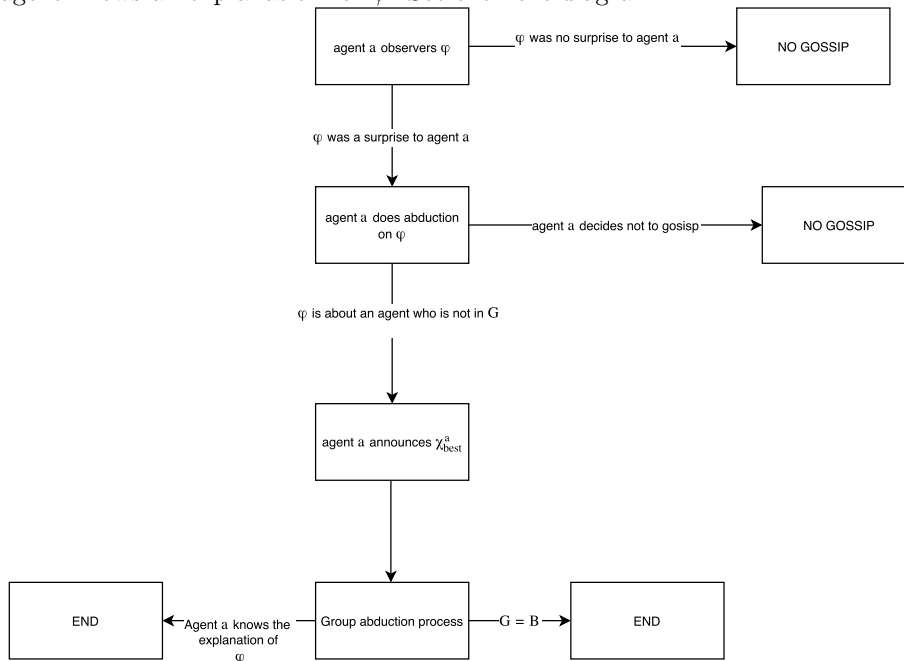 agent a observers φ
φ was no surprise to agent a
NO GOSSIP
φ was a surprise to agent a
agent a does abduction
on φ
agent a decides not to gosisp
NO GOSSIP
φ is about an agent who is not in G
agent a announces χᵃ_best
END
Agent a knows the
explanation of
φ
Group abduction process
G = B
END